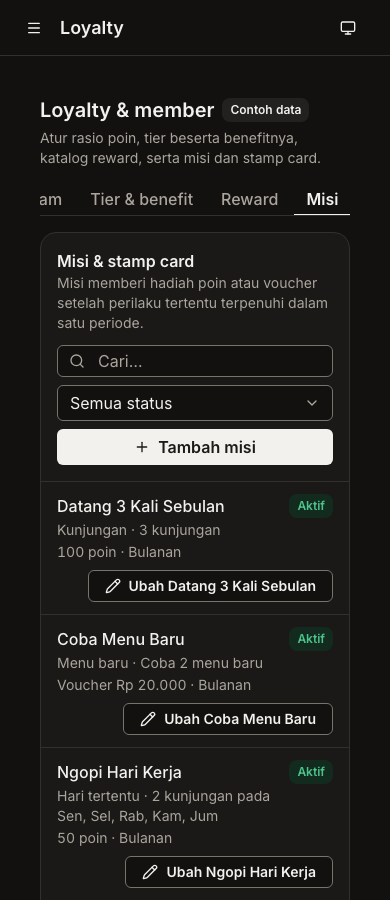 Loyalty
Loyalty & member
Contoh data
Atur rasio poin, tier beserta benefitnya,
katalog reward, serta misi dan stamp card.
am
Tier & benefit
Reward
Misi
Misi & stamp card
Misi memberi hadiah poin atau voucher
setelah perilaku tertentu terpenuhi dalam
satu periode.
Cari...
Semua status
Tambah misi
Datang 3 Kali Sebulan
Aktif
Kunjungan · 3 kunjungan
100 poin · Bulanan
Ubah Datang 3 Kali Sebulan
Coba Menu Baru
Aktif
Menu baru · Coba 2 menu baru
Voucher Rp 20.000 · Bulanan
Ubah Coba Menu Baru
Ngopi Hari Kerja
Aktif
Hari tertentu · 2 kunjungan pada
Sen, Sel, Rab, Kam, Jum
50 poin · Bulanan
Ubah Ngopi Hari Kerja